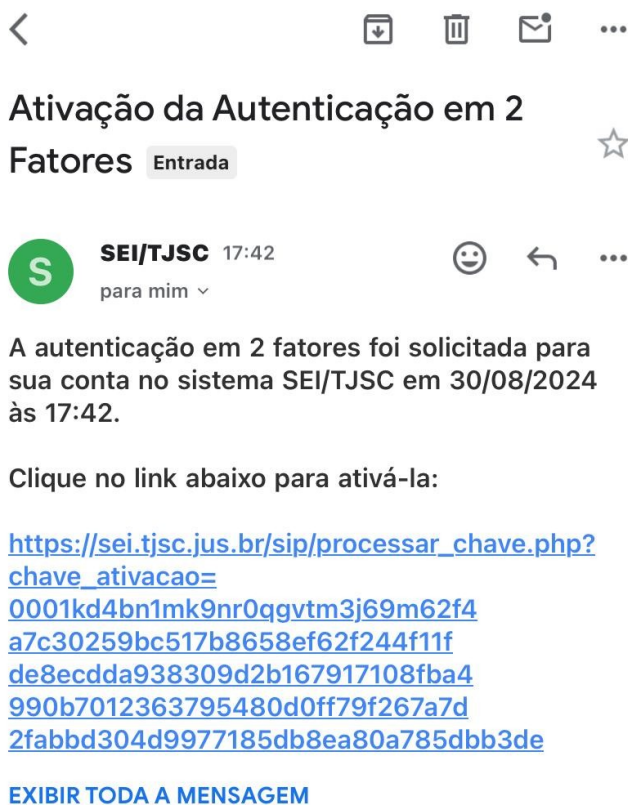 Ativação da Autenticação em 2
Fatores Entrada
S
SEI/TJSC 17:42
para mim
A autenticação em 2 fatores foi solicitada para
sua conta no sistema SEI/TJSC em 30/08/2024
às 17:42.
Clique no link abaixo para ativá-la:
https://sei.tjsc.jus.br/sip/processar_chave.php?
chave_ativacao=
0001kd4bn1mk9nr0qgvtm3j69m62f4
a7c30259bc517b8658ef62f244f11f
de8ecdda938309d2b167917108fba4
990b7012363795480d0ff79f267a7d
2fabbd304d9977185db8ea80a785dbb3de
EXIBIR TODA A MENSAGEM